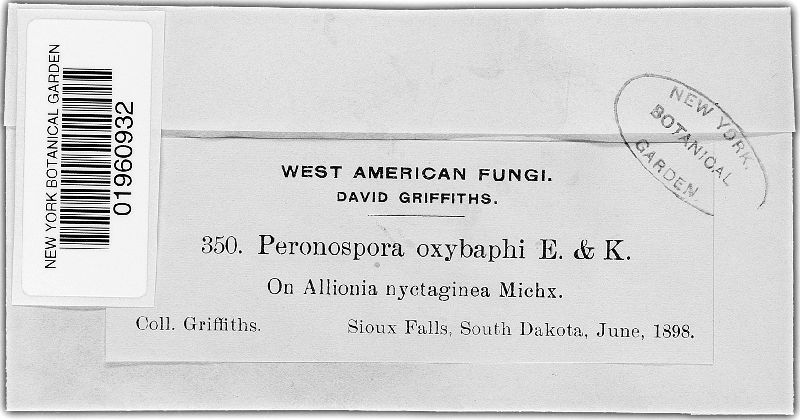 NEW YORK BOTANICAL GARDEN
01960932
NEW YORK
BOTANICAL
GARDEN
WEST AMERICAN FUNGI.
DAVID GRIFFITHS.
350. Peronospora oxybaphi E. & K.
On Allionia nyctaginea Michx.
Coll. Griffiths. Sioux Falls, South Dakota, June, 1898.